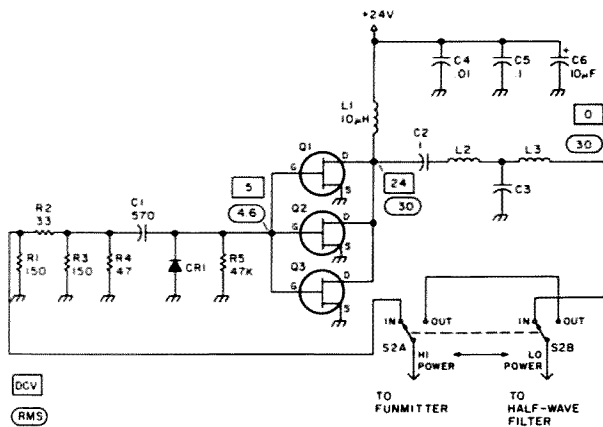 +24V
C4
.01
C5
.1
+
C6
10µF
L1
10µH
0
30
Q1
D
G
S
C2
.1
L2
L3
5
4.6
24
30
C3
Q2
D
G
S
R2
33
C1
570
R1
150
R3
150
R4
47
CR1
R5
47K
Q3
D
G
S
IN
OUT
IN
OUT
S2A
S2B
HI
POWER
LO
POWER
DCV
RMS
TO
FUNMITTER
TO
HALF-WAVE
FILTER